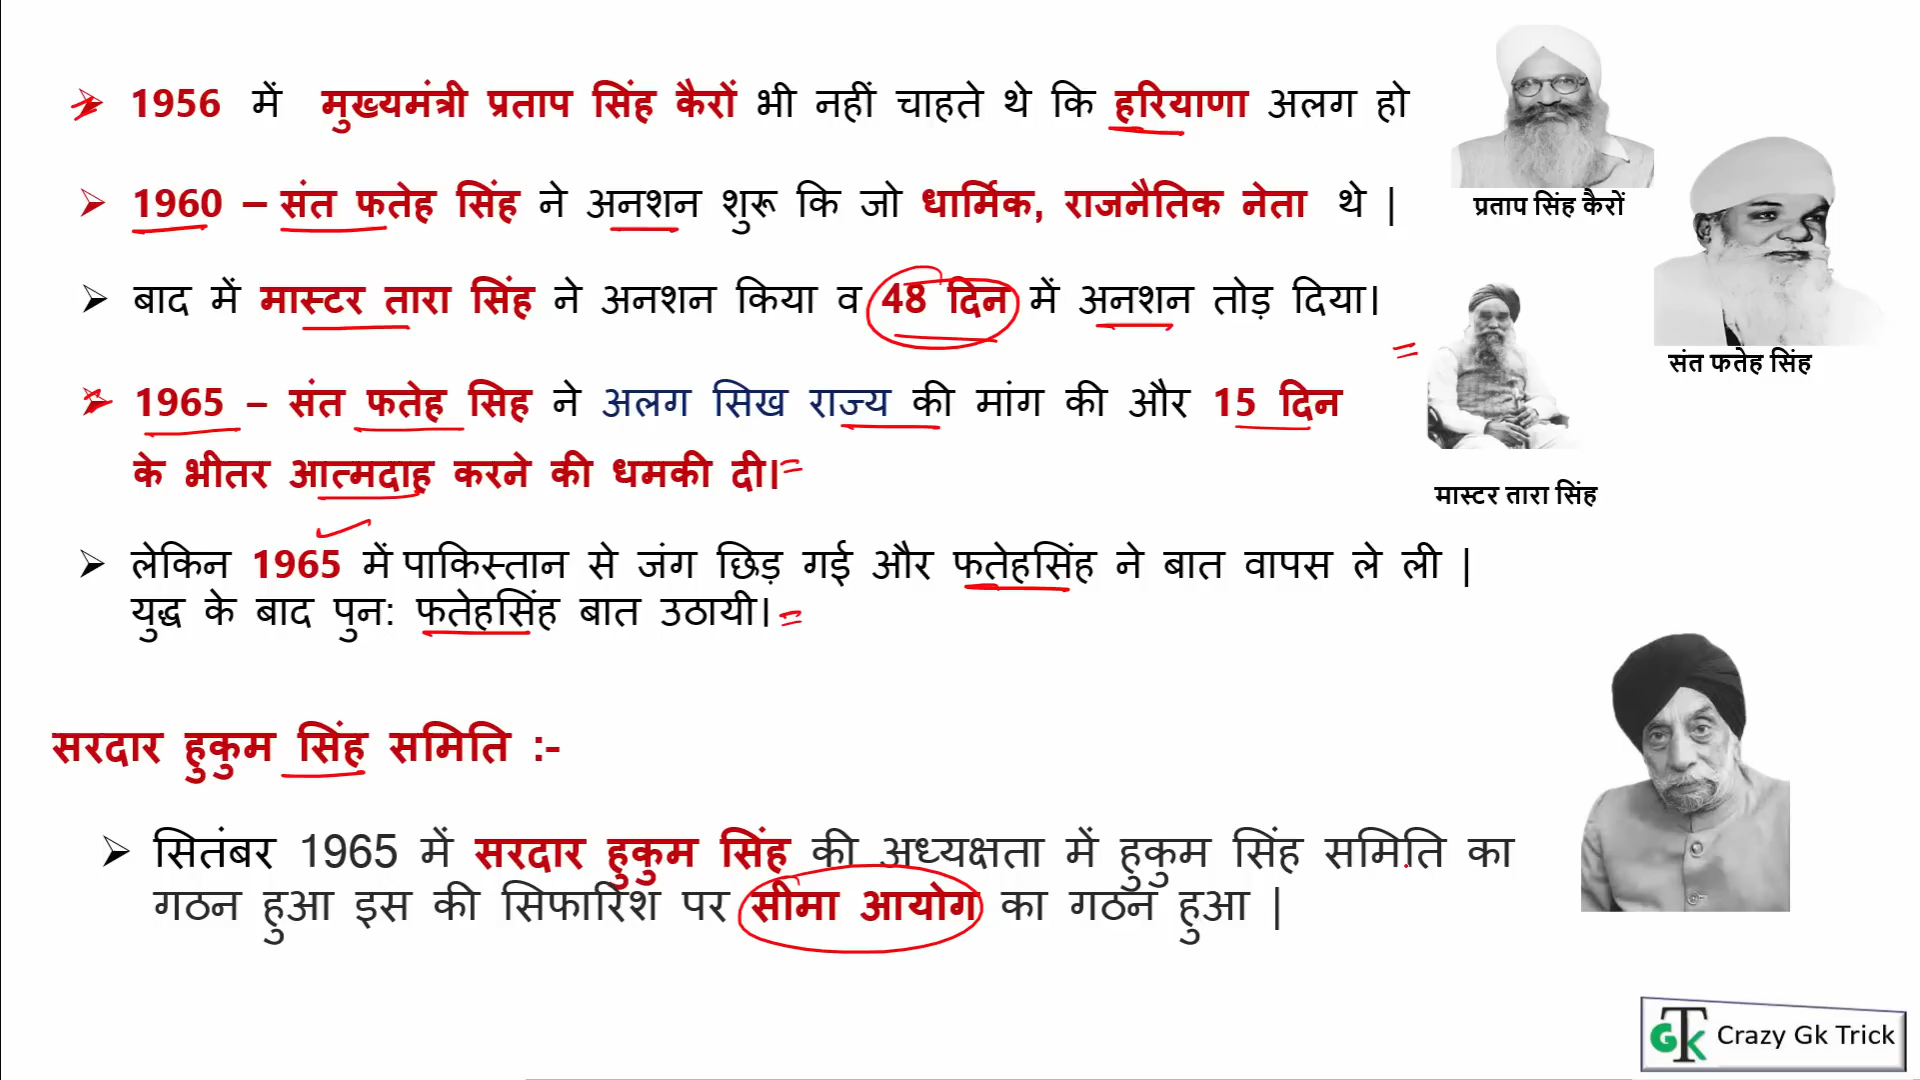 1956 में मुख्यमंत्री प्रताप सिंह कैरों भी नहीं चाहते थे कि हरियाणा अलग हो
1960 – संत फतेह सिंह ने अनशन शुरू कि जो धार्मिक, राजनैतिक नेता थे |
बाद में मास्टर तारा सिंह ने अनशन किया व 48 दिन में अनशन तोड़ दिया।
1965 – संत फतेह सिह ने अलग सिख राज्य की मांग की और 15 दिन
के भीतर आत्मदाह करने की धमकी दी।
लेकिन 1965 में पाकिस्तान से जंग छिड़ गई और फतेहसिंह ने बात वापस ले ली |
युद्ध के बाद पुन: फतेहसिंह बात उठायी।
सरदार हुकुम सिंह समिति :-
सितंबर 1965 में सरदार हुकुम सिंह की अध्यक्षता में हुकुम सिंह समिति का
गठन हुआ इस की सिफारिश पर सीमा आयोग का गठन हुआ |
प्रताप सिंह कैरों
संत फतेह सिंह
मास्टर तारा सिंह
GTK Crazy Gk Trick